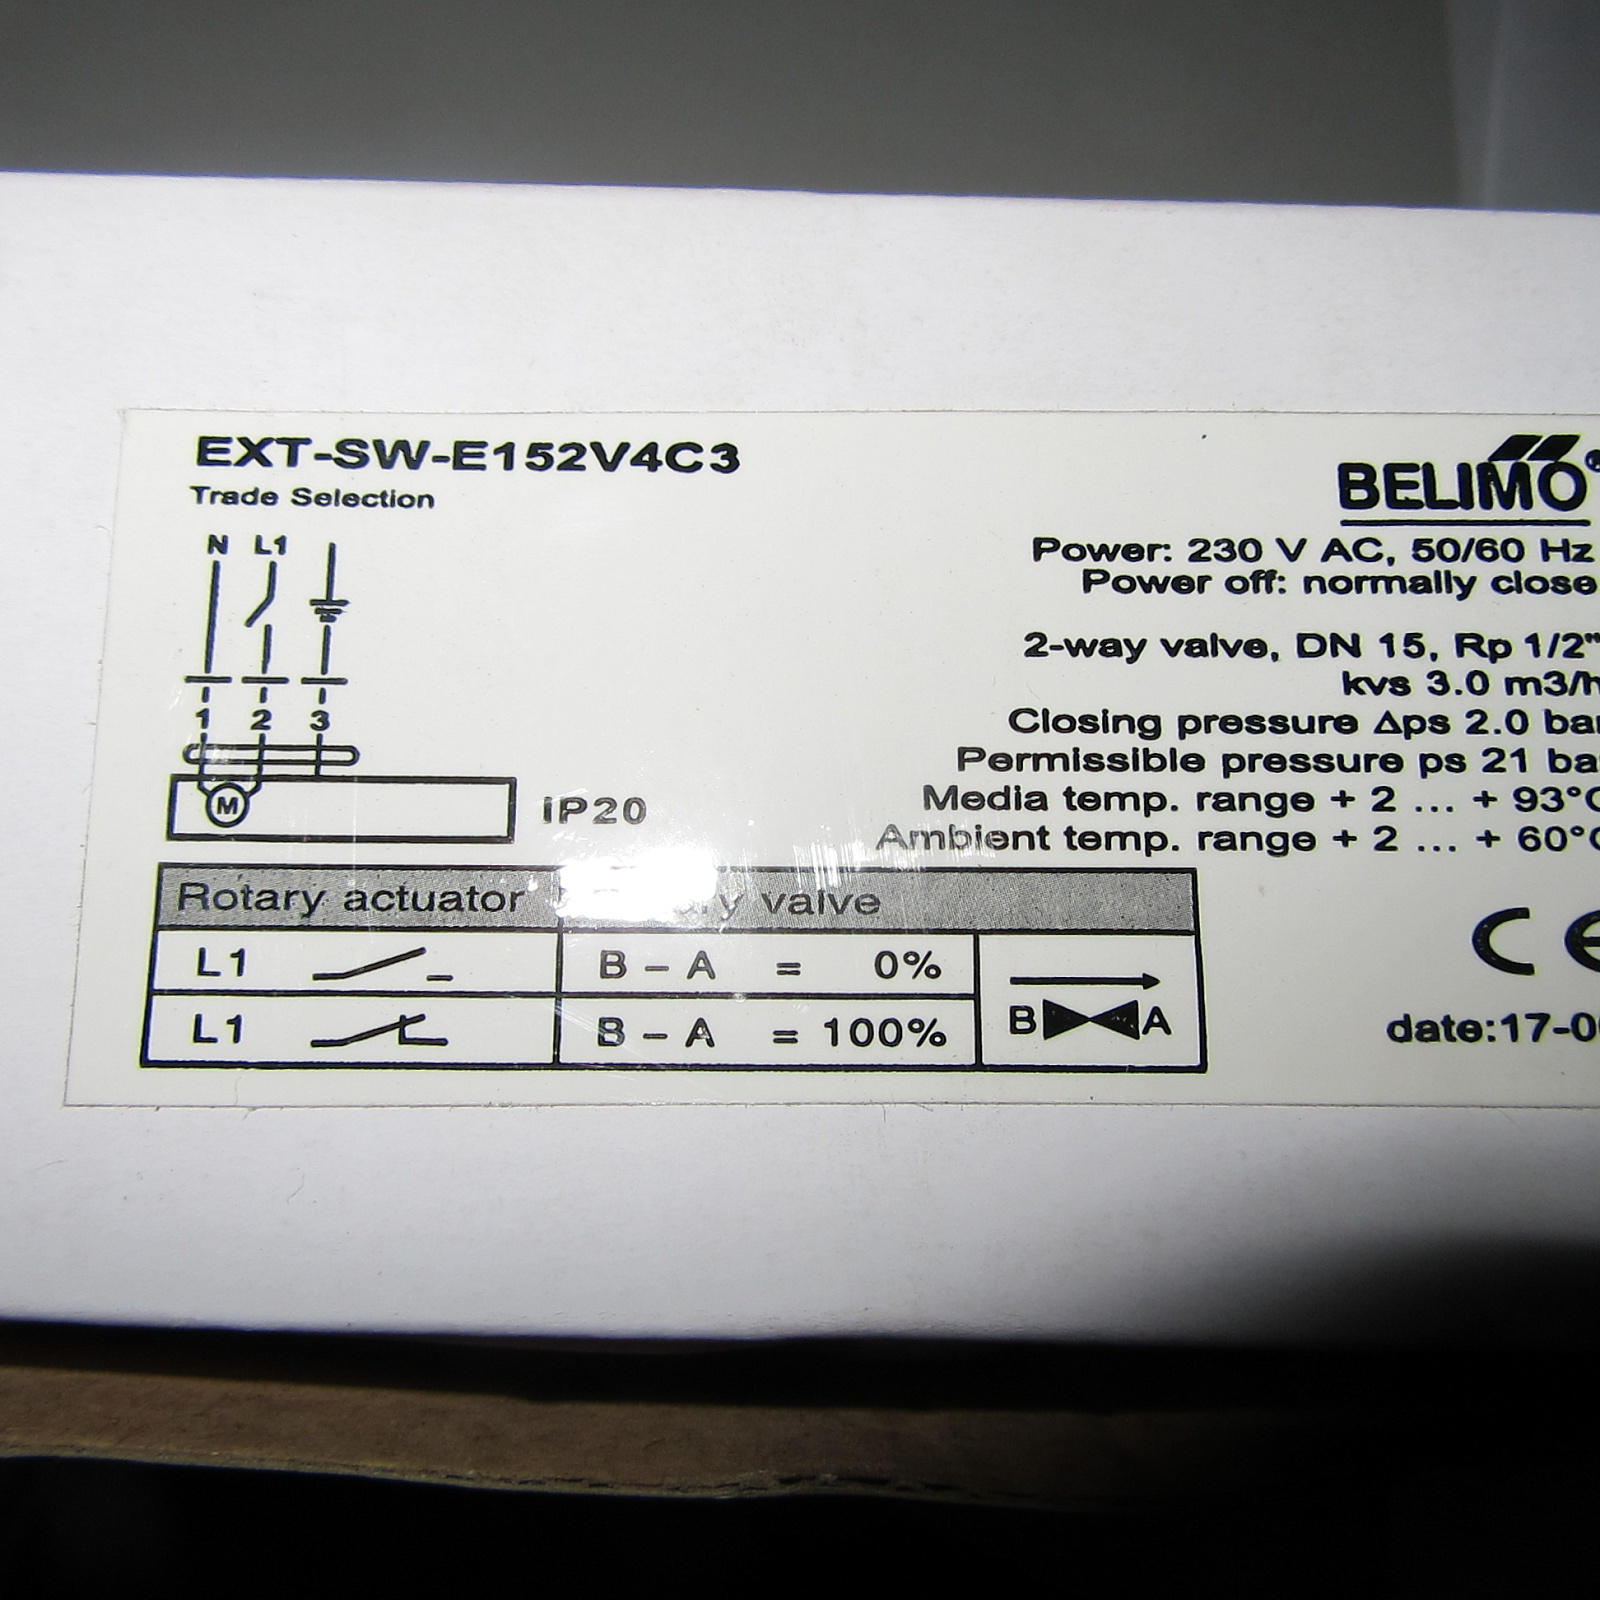 EXT-SW-E152V4C3
Trade Selection
BELIMO®
N L1
1 2 3
M
IP20
Power: 230 V AC, 50/60 Hz
Power off: normally close
2-way valve, DN 15, Rp 1/2"
kvs 3.0 m3/h
Closing pressure Δps 2.0 bar
Permissible pressure ps 21 ba
Media temp. range + 2 ... + 93°C
Ambient temp. range + 2 ... + 60°C
Rotary actuator valve
L1 B – A = 0%
L1 B – A = 100%
B A
CE
date:17-0